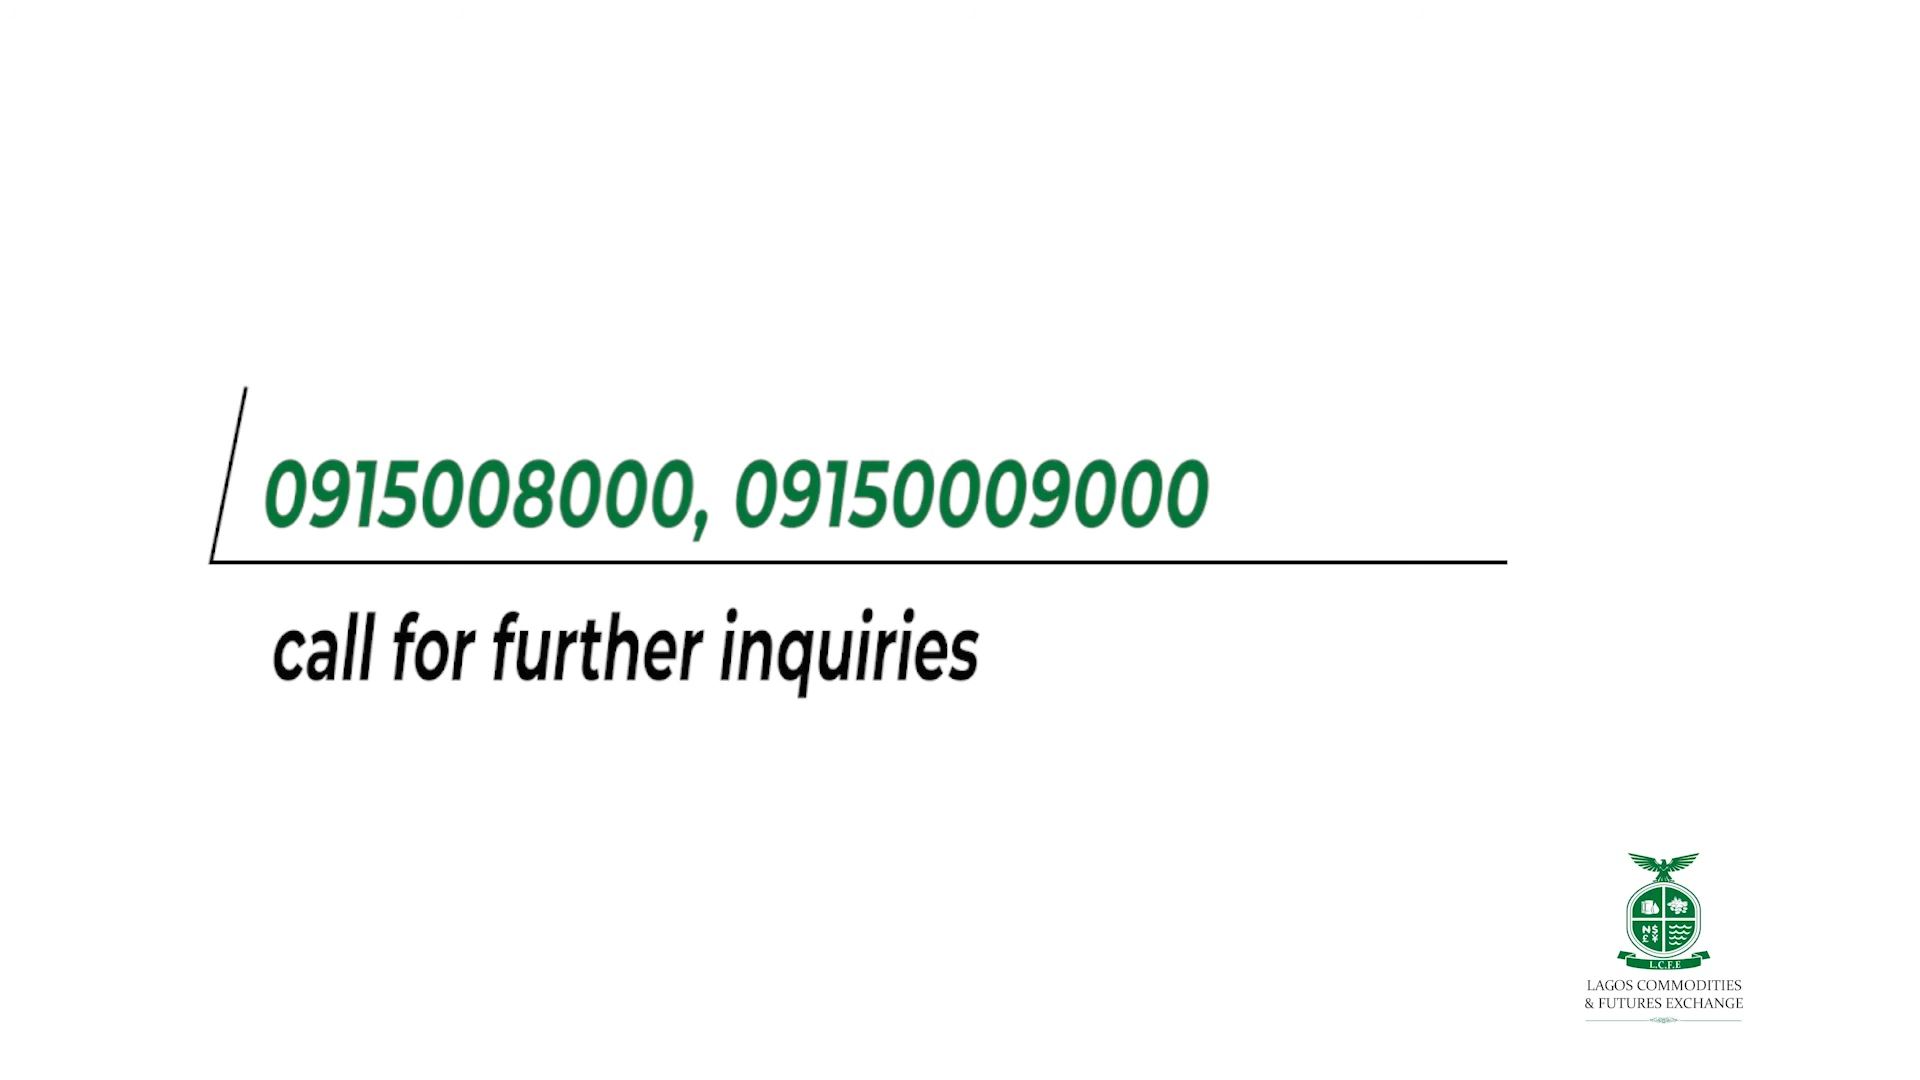 0915008000, 09150009000
call for further inquiries
N$
£¥
L.C.F.E
LAGOS COMMODITIES
& FUTURES EXCHANGE